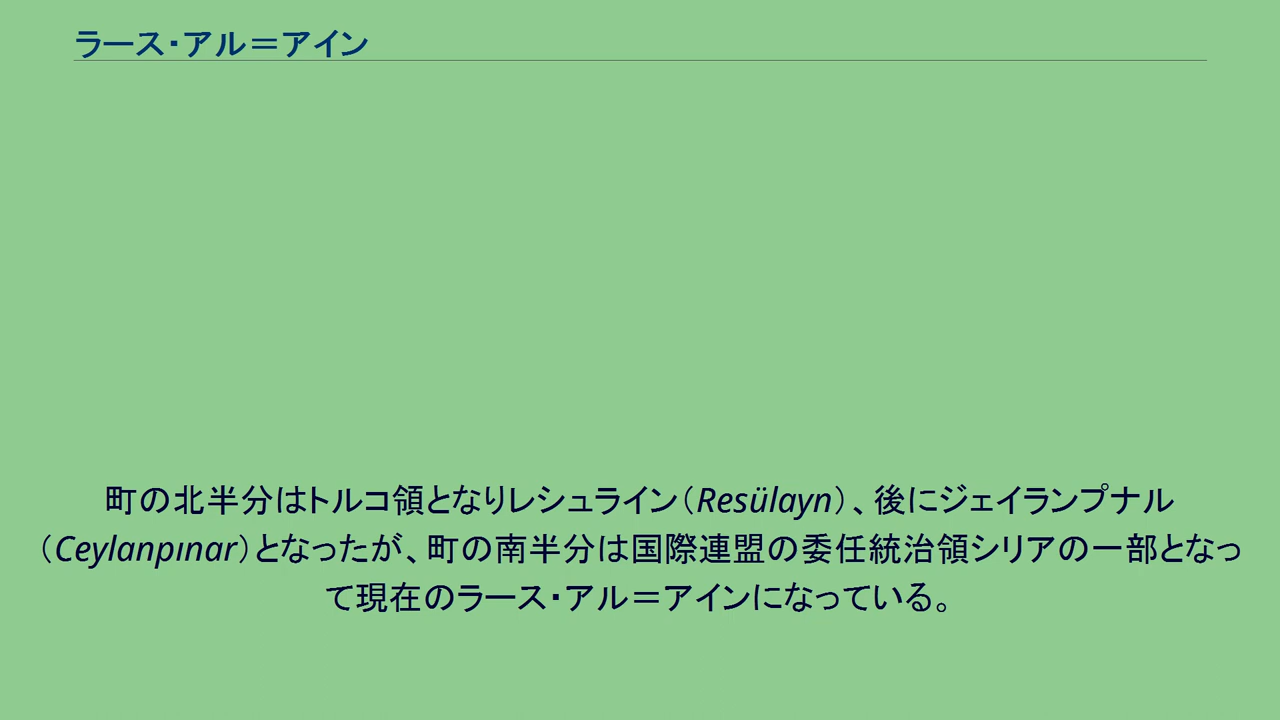 ラース・アル＝アイン
町の北半分はトルコ領となりレシュライン（Resülayn）、後にジェイランプナル
（Ceylanpınar）となったが、町の南半分は国際連盟の委任統治領シリアの一部となっ
て現在のラース・アル＝アインになっている。